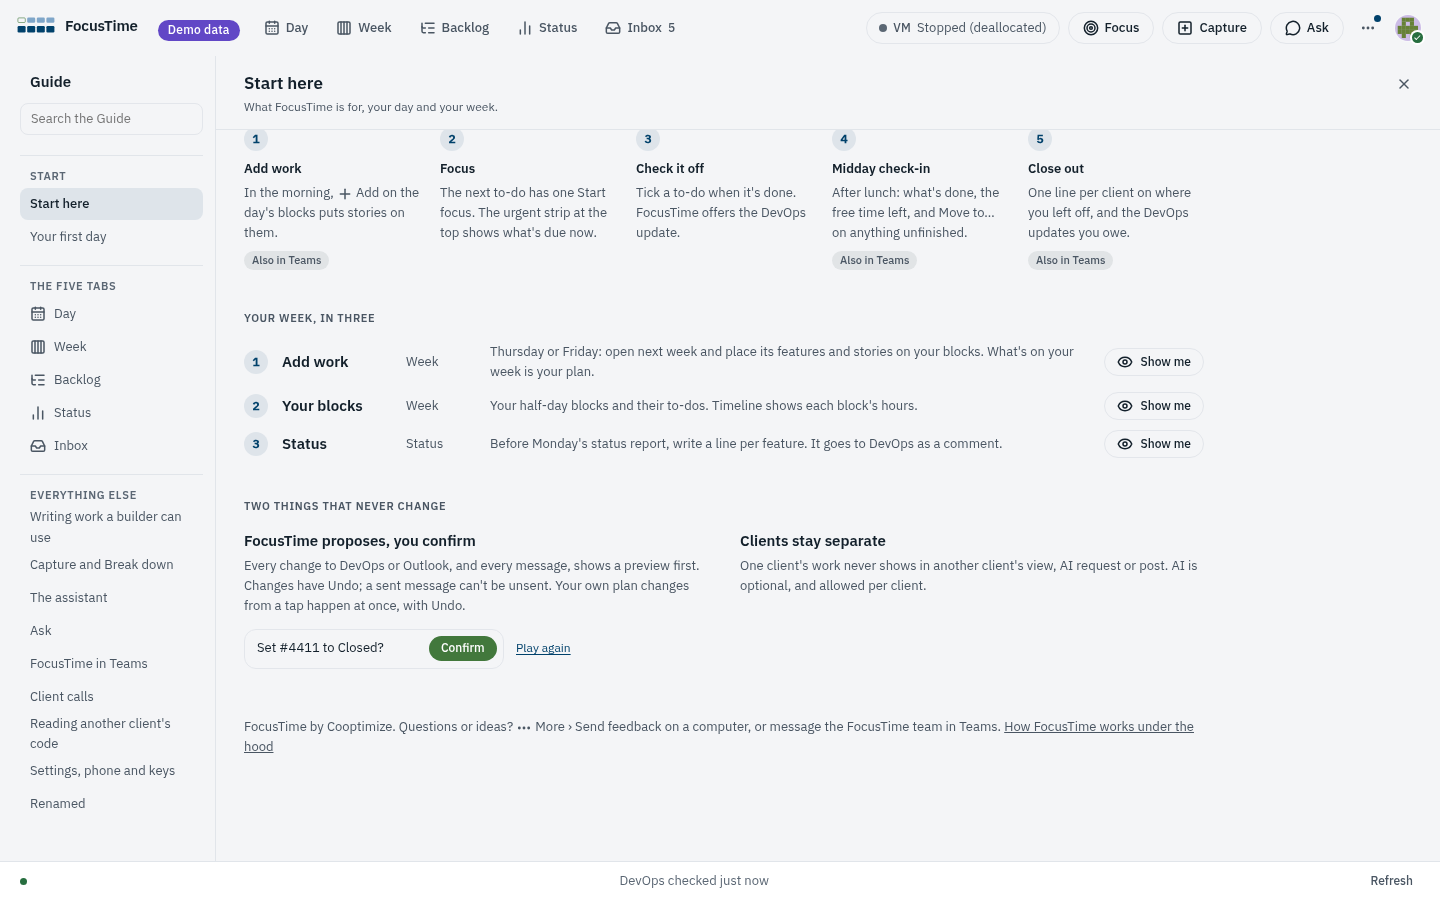 FocusTime
Demo data
Day
Week
Backlog
Status
Inbox 5
VM Stopped (deallocated)
Focus
Capture
Ask
Guide
Search the Guide
START
Start here
Your first day
THE FIVE TABS
Day
Week
Backlog
Status
Inbox
EVERYTHING ELSE
Writing work a builder can
use
Capture and Break down
The assistant
Ask
FocusTime in Teams
Client calls
Reading another client's
code
Settings, phone and keys
Renamed
Start here
What FocusTime is for, your day and your week.
1
Add work
In the morning, + Add on the
day's blocks puts stories on
them.
Also in Teams
2
Focus
The next to-do has one Start
focus. The urgent strip at the
top shows what's due now.
3
Check it off
Tick a to-do when it's done.
FocusTime offers the DevOps
update.
4
Midday check-in
After lunch: what's done, the
free time left, and Move to...
on anything unfinished.
Also in Teams
5
Close out
One line per client on where
you left off, and the DevOps
updates you owe.
Also in Teams
YOUR WEEK, IN THREE
1 Add work Week Thursday or Friday: open next week and place its features and stories on your blocks. What's on your
week is your plan.
Show me
2 Your blocks Week Your half-day blocks and their to-dos. Timeline shows each block's hours. Show me
3 Status Status Before Monday's status report, write a line per feature. It goes to DevOps as a comment. Show me
TWO THINGS THAT NEVER CHANGE
FocusTime proposes, you confirm
Every change to DevOps or Outlook, and every message, shows a preview first.
Changes have Undo; a sent message can't be unsent. Your own plan changes
from a tap happen at once, with Undo.
Set #4411 to Closed? Confirm Play again
Clients stay separate
One client's work never shows in another client's view, AI request or post. AI is
optional, and allowed per client.
FocusTime by Cooptimize. Questions or ideas? ••• More › Send feedback on a computer, or message the FocusTime team in Teams. How FocusTime works under the
hood
DevOps checked just now
Refresh